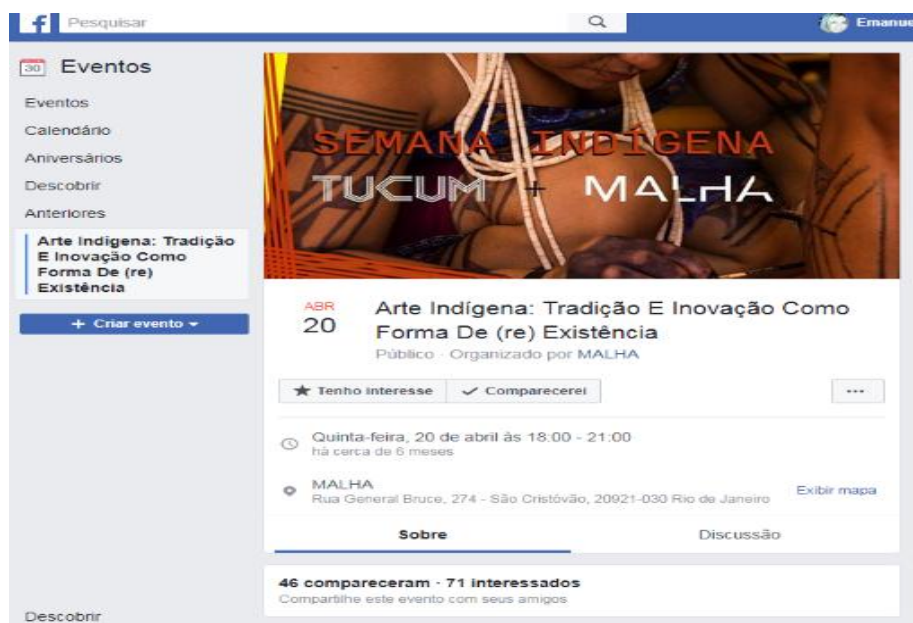 f Pesquisar
Emanue
30 Eventos
Eventos
Calendário
Aniversários
Descobrir
Anteriores
Arte Indígena: Tradição
E Inovação Como
Forma De (re)
Existência
+ Criar evento
Descobrir
SEMANA INDÍGENA
TUCUM + MALHA
ABR
20
Arte Indígena: Tradição E Inovação Como
Forma De (re) Existência
Público · Organizado por MALHA
Tenho interesse
Comparecerei
...
Quinta-feira, 20 de abril às 18:00 - 21:00
há cerca de 6 meses
MALHA
Rua General Bruce, 274 - São Cristóvão, 20921-030 Rio de Janeiro
Exibir mapa
Sobre
Discussão
46 compareceram · 71 interessados
Compartilhe este evento com seus amigos